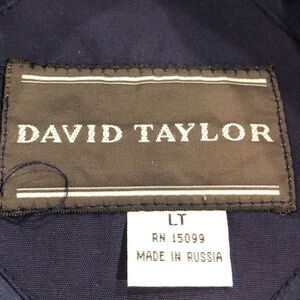 DAVID TAYLOR
LT
RN 15099
MADE IN RUSSIA